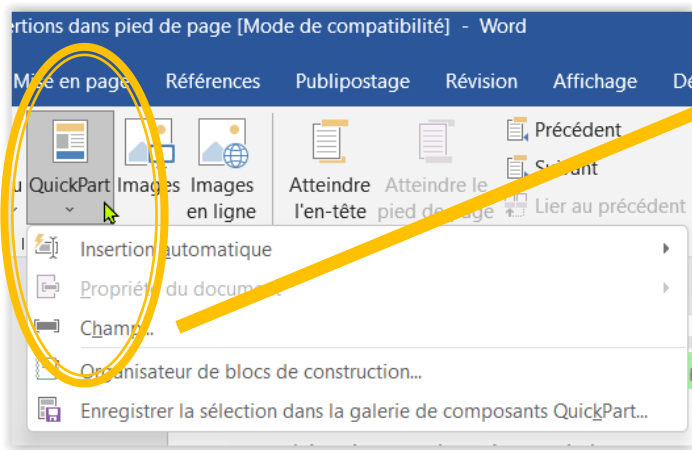 ertions dans pied de page [Mode de compatibilité] - Word
Mise en page Références Publipostage Révision Affichage Dé
u QuickPart Images Images Atteindre Atteindre le Précédent
en ligne l'en-tête pied de page Suivant
Lier au précédent
Insertion automatique
Propriété du document
Champ...
Organisateur de blocs de construction...
Enregistrer la sélection dans la galerie de composants QuickPart...